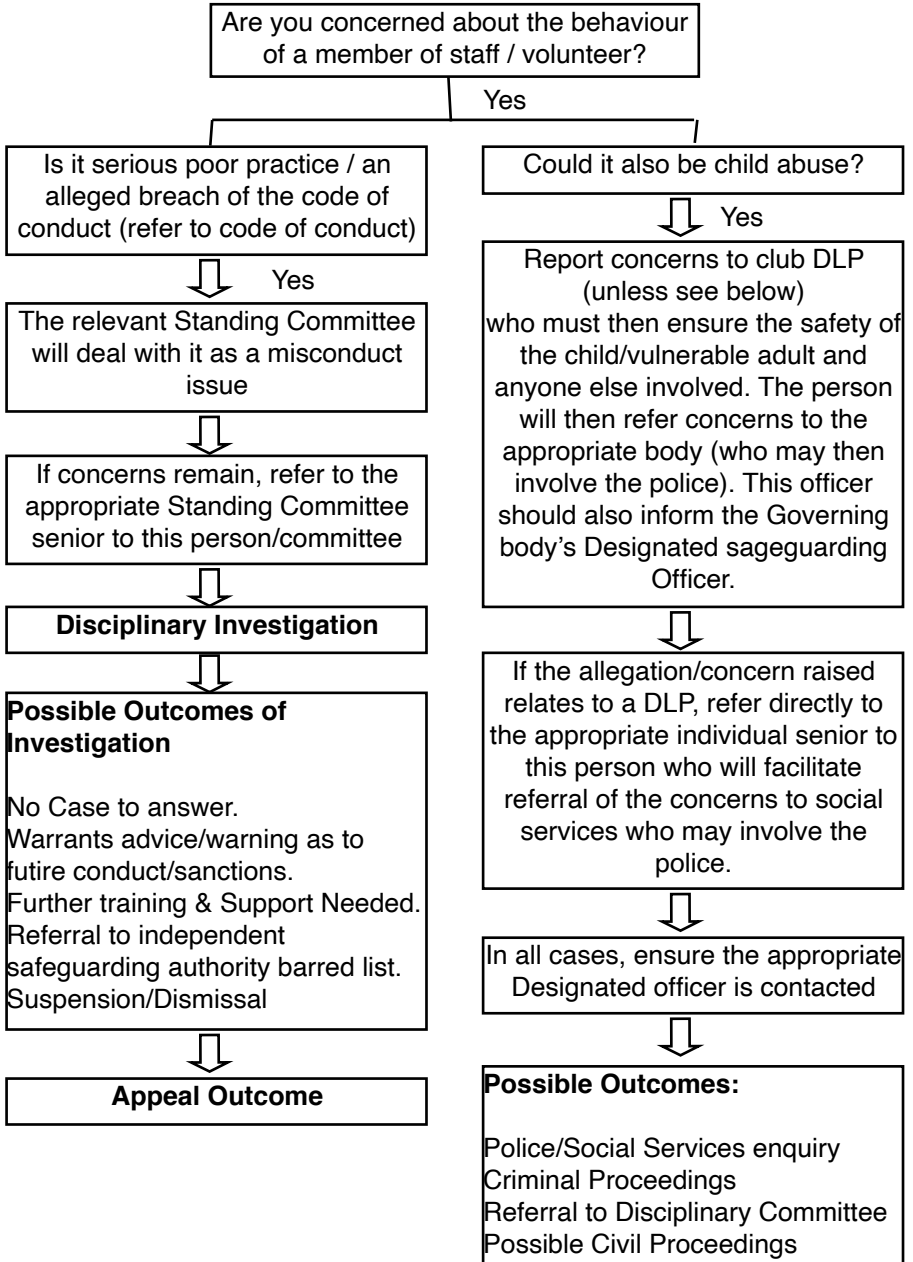 Are you concerned about the behaviour
of a member of staff / volunteer?
Yes
Is it serious poor practice / an
alleged breach of the code of
conduct (refer to code of conduct)
Yes
The relevant Standing Committee
will deal with it as a misconduct
issue
If concerns remain, refer to the
appropriate Standing Committee
senior to this person/committee
Disciplinary Investigation
Possible Outcomes of
Investigation
No Case to answer.
Warrants advice/warning as to
futire conduct/sanctions.
Further training & Support Needed.
Referral to independent
safeguarding authority barred list.
Suspension/Dismissal
Appeal Outcome
Could it also be child abuse?
Yes
Report concerns to club DLP
(unless see below)
who must then ensure the safety of
the child/vulnerable adult and
anyone else involved. The person
will then refer concerns to the
appropriate body (who may then
involve the police). This officer
should also inform the Governing
body’s Designated sageguarding
Officer.
If the allegation/concern raised
relates to a DLP, refer directly to
the appropriate individual senior to
this person who will facilitate
referral of the concerns to social
services who may involve the
police.
In all cases, ensure the appropriate
Designated officer is contacted
Possible Outcomes:
Police/Social Services enquiry
Criminal Proceedings
Referral to Disciplinary Committee
Possible Civil Proceedings